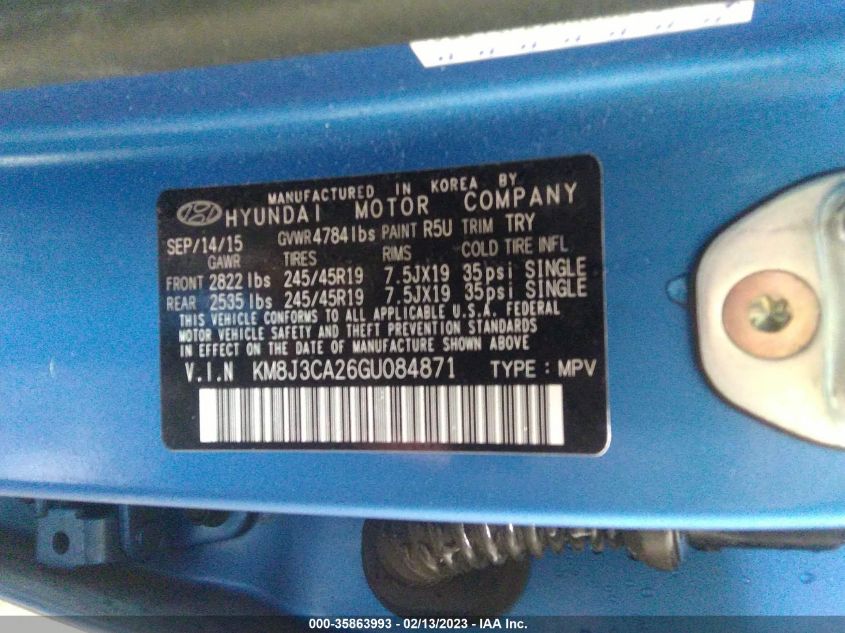 MANUFACTURED IN KOREA BY
HYUNDAI MOTOR COMPANY
SEP/14/15 GVWR 4784lbs PAINT R5U TRIM TRY
GAWR TIRES RIMS COLD TIRE INFL
FRONT 2822 lbs 245/45R19 7.5JX19 35psi SINGLE
REAR 2535 lbs 245/45R19 7.5JX19 35psi SINGLE
THIS VEHICLE CONFORMS TO ALL APPLICABLE U.S.A. FEDERAL
MOTOR VEHICLE SAFETY AND THEFT PREVENTION STANDARDS
IN EFFECT ON THE DATE OF MANUFACTURE SHOWN ABOVE
V.I.N KM8J3CA26GU084871 TYPE : MPV
000-35863993 - 02/13/2023 - © IAA Inc.